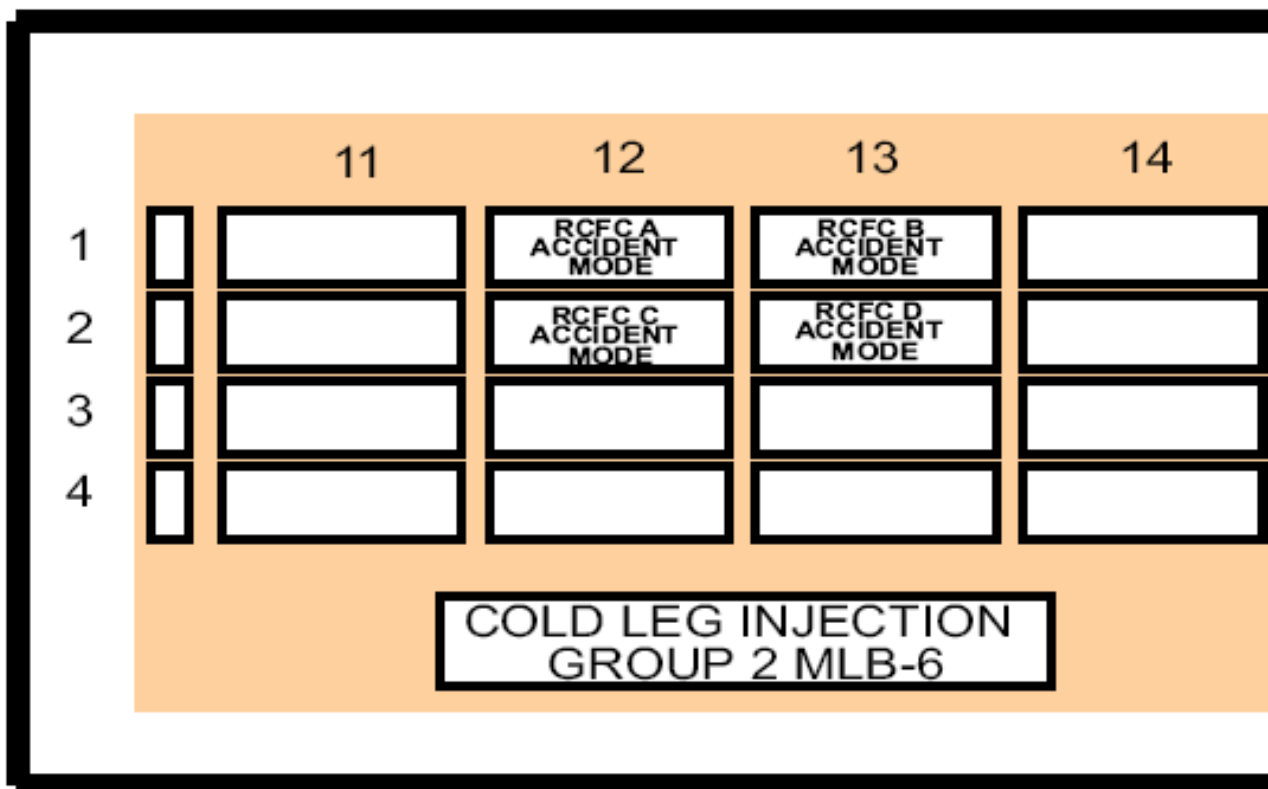 11 12 13 14
1
RCFC A
ACCIDENT
MODE
RCFC B
ACCIDENT
MODE
2
RCFC C
ACCIDENT
MODE
RCFC D
ACCIDENT
MODE
3
4
COLD LEG INJECTION
GROUP 2 MLB-6